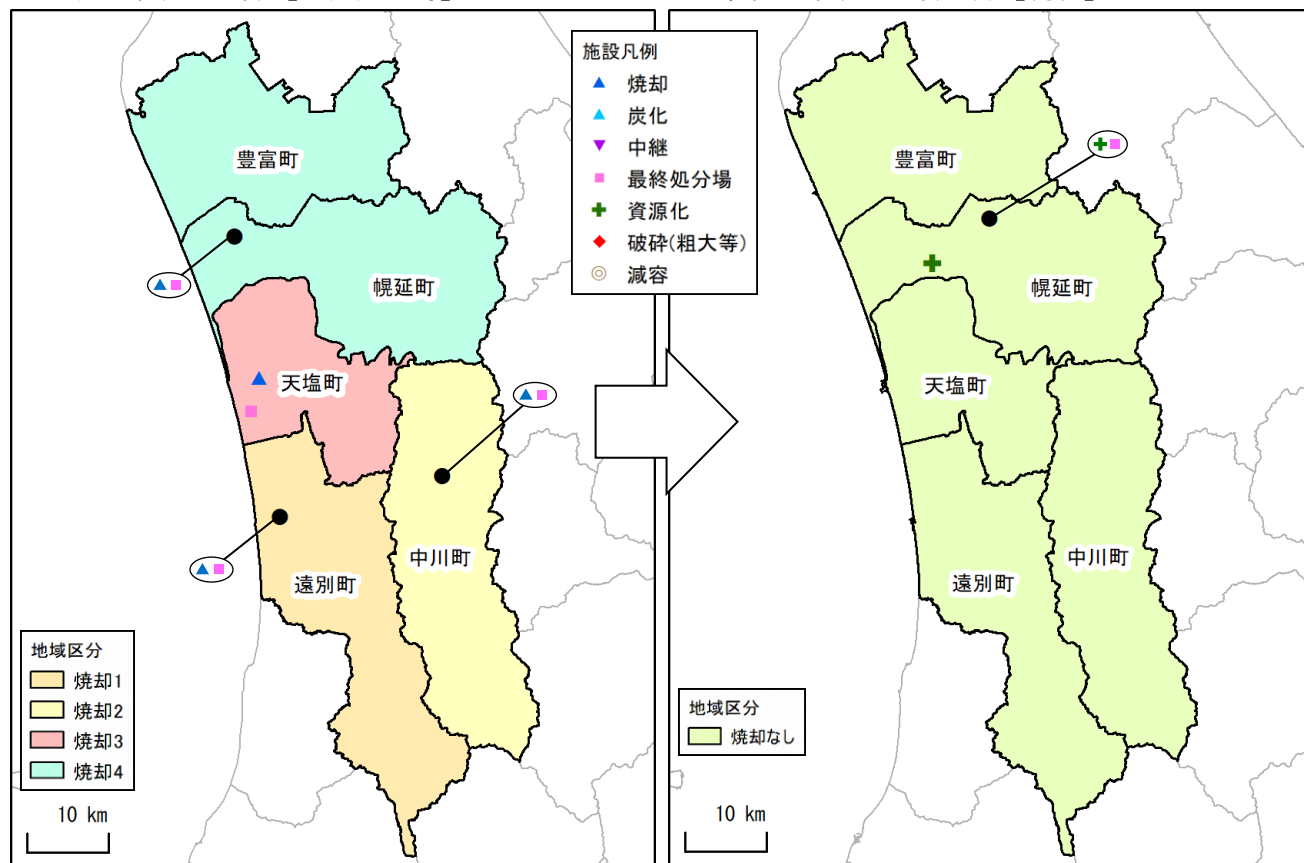 豊富町
幌延町
天塩町
中川町
遠別町
地域区分
焼却1
焼却2
焼却3
焼却4
10 km
施設凡例
焼却
炭化
中継
最終処分場
資源化
破砕(粗大等)
減容
豊富町
幌延町
天塩町
中川町
遠別町
地域区分
焼却なし
10 km